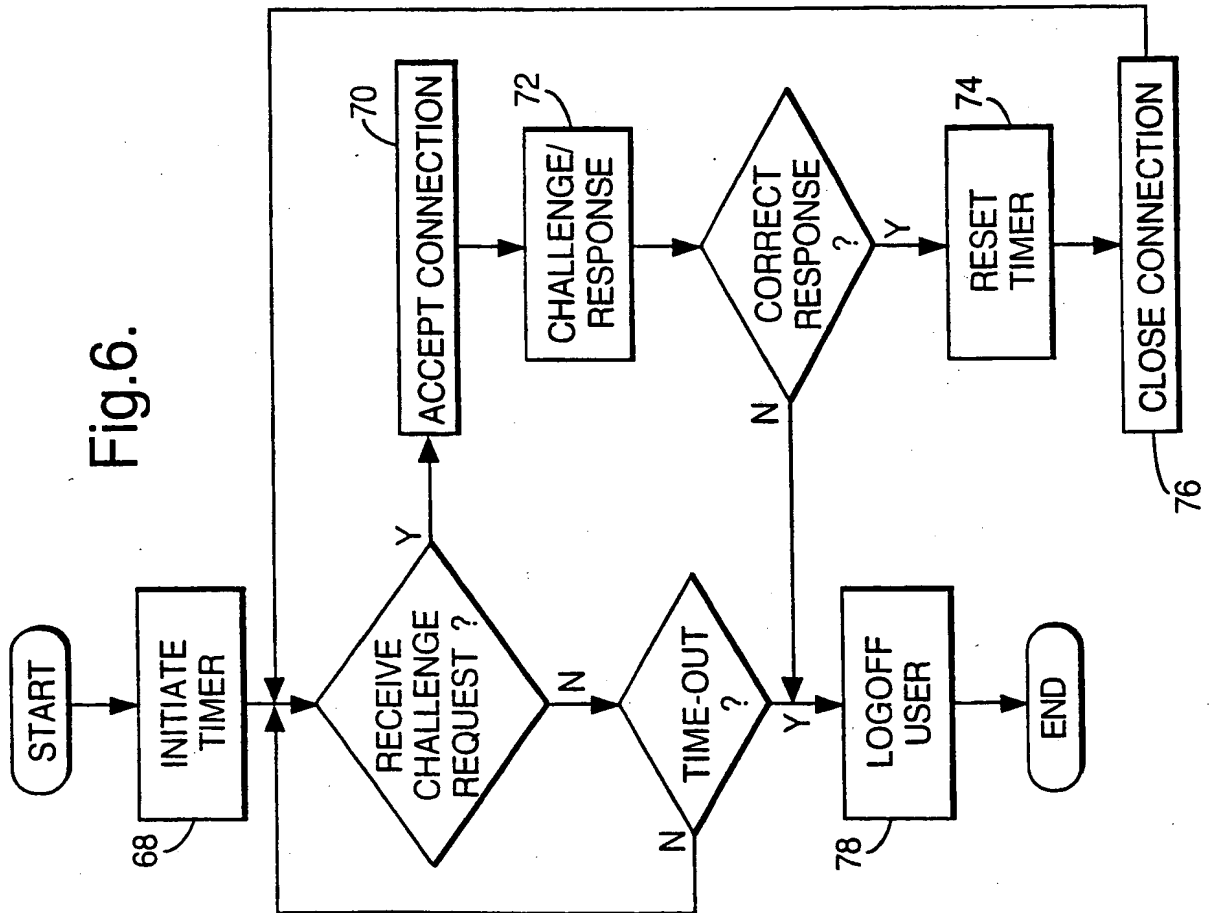 Fig.6.
START
INITIATE
TIMER
68
RECEIVE
CHALLENGE
REQUEST ?
Y
N
TIME-OUT
?
N
Y
LOGOFF
USER
78
END
70
ACCEPT CONNECTION
72
CHALLENGE/
RESPONSE
CORRECT
RESPONSE
?
N
Y
74
RESET
TIMER
CLOSE CONNECTION
76